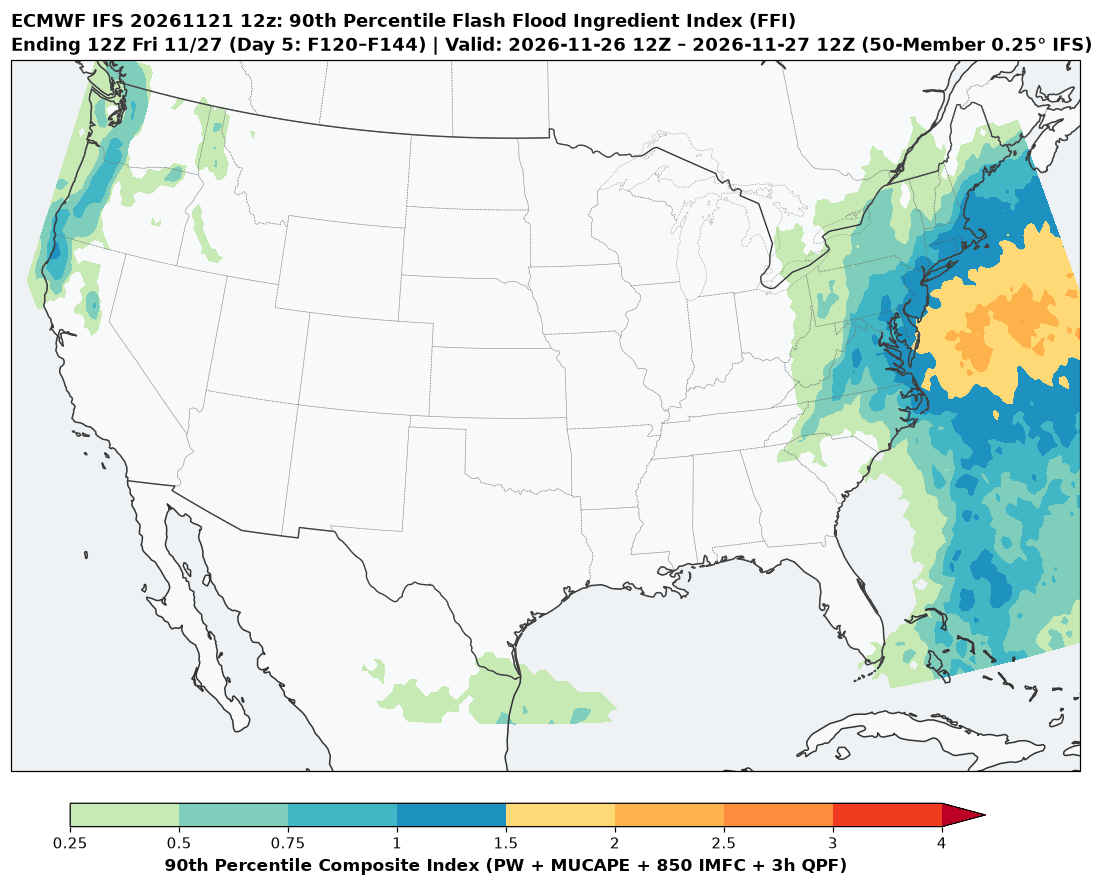 ECMWF IFS 20261121 12z: 90th Percentile Flash Flood Ingredient Index (FFI)
Ending 12Z Fri 11/27 (Day 5: F120–F144) | Valid: 2026-11-26 12Z – 2026-11-27 12Z (50-Member 0.25° IFS)
0.25 0.5 0.75 1 1.5 2 2.5 3 4
90th Percentile Composite Index (PW + MUCAPE + 850 IMFC + 3h QPF)